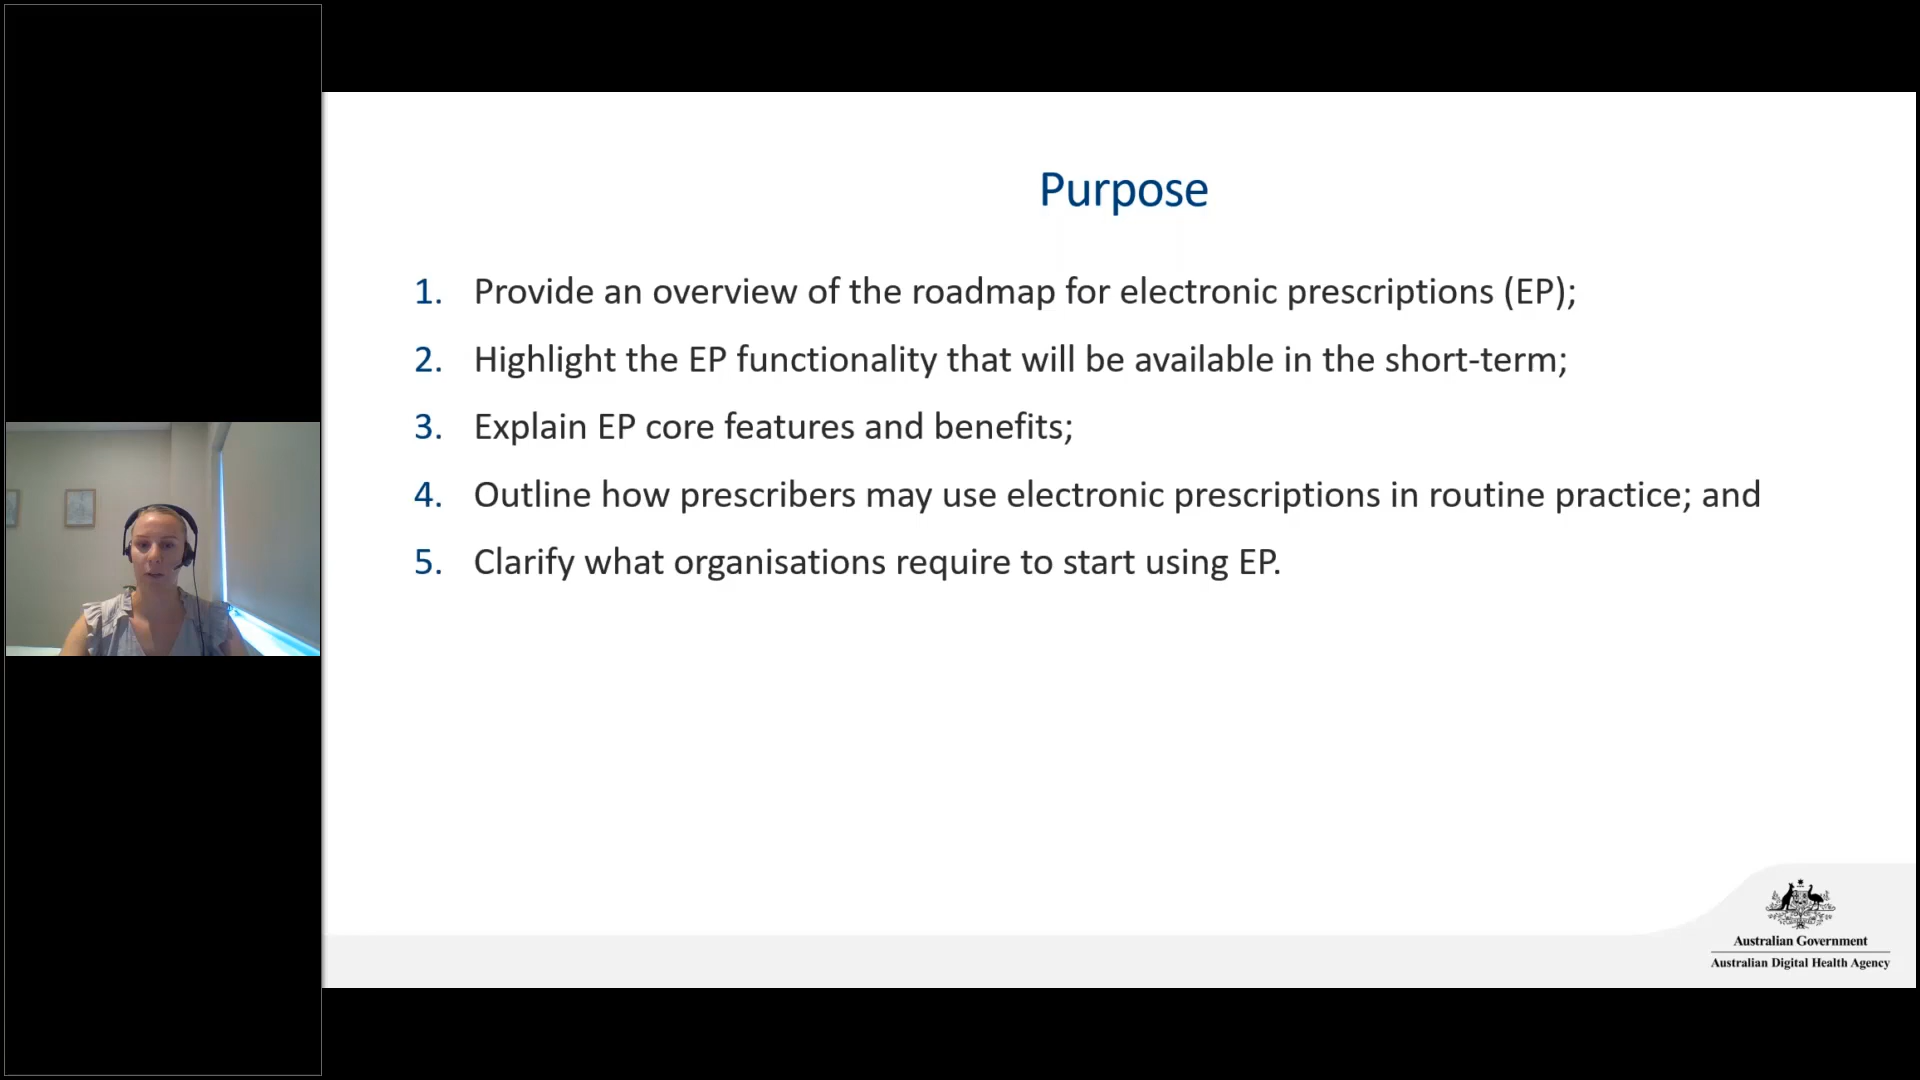 Purpose
1. Provide an overview of the roadmap for electronic prescriptions (EP);
2. Highlight the EP functionality that will be available in the short-term;
3. Explain EP core features and benefits;
4. Outline how prescribers may use electronic prescriptions in routine practice; and
5. Clarify what organisations require to start using EP.
Australian Government
Australian Digital Health Agency